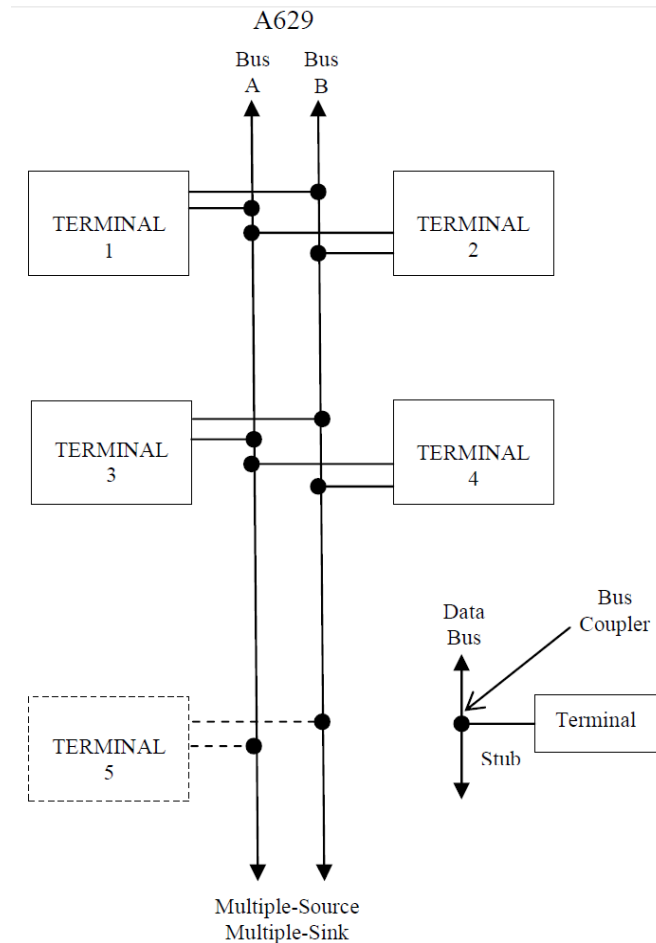 A629
Bus
A
Bus
B
TERMINAL
1
TERMINAL
2
TERMINAL
3
TERMINAL
4
TERMINAL
5
Data
Bus
Bus
Coupler
Terminal
Stub
Multiple-Source
Multiple-Sink